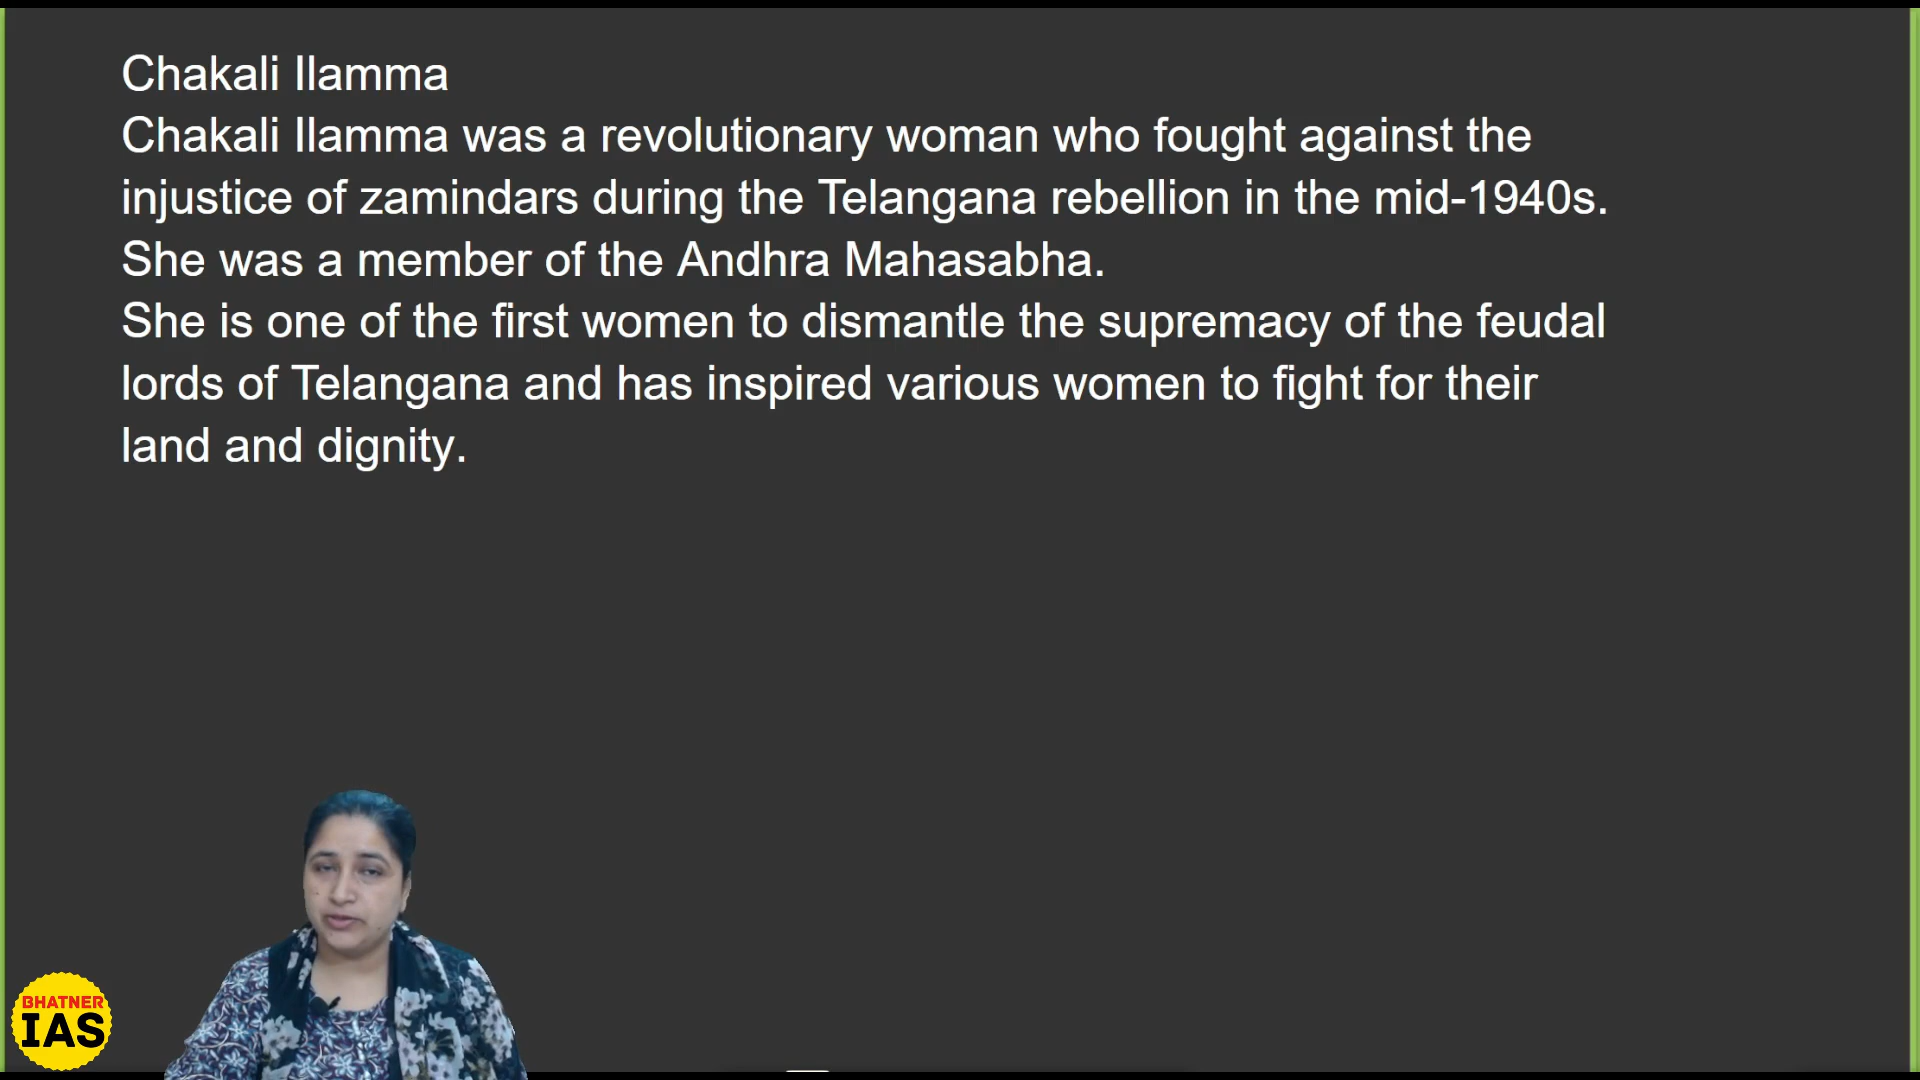 Chakali Ilamma
Chakali Ilamma was a revolutionary woman who fought against the
injustice of zamindars during the Telangana rebellion in the mid-1940s.
She was a member of the Andhra Mahasabha.
She is one of the first women to dismantle the supremacy of the feudal
lords of Telangana and has inspired various women to fight for their
land and dignity.
BHATNER
IAS